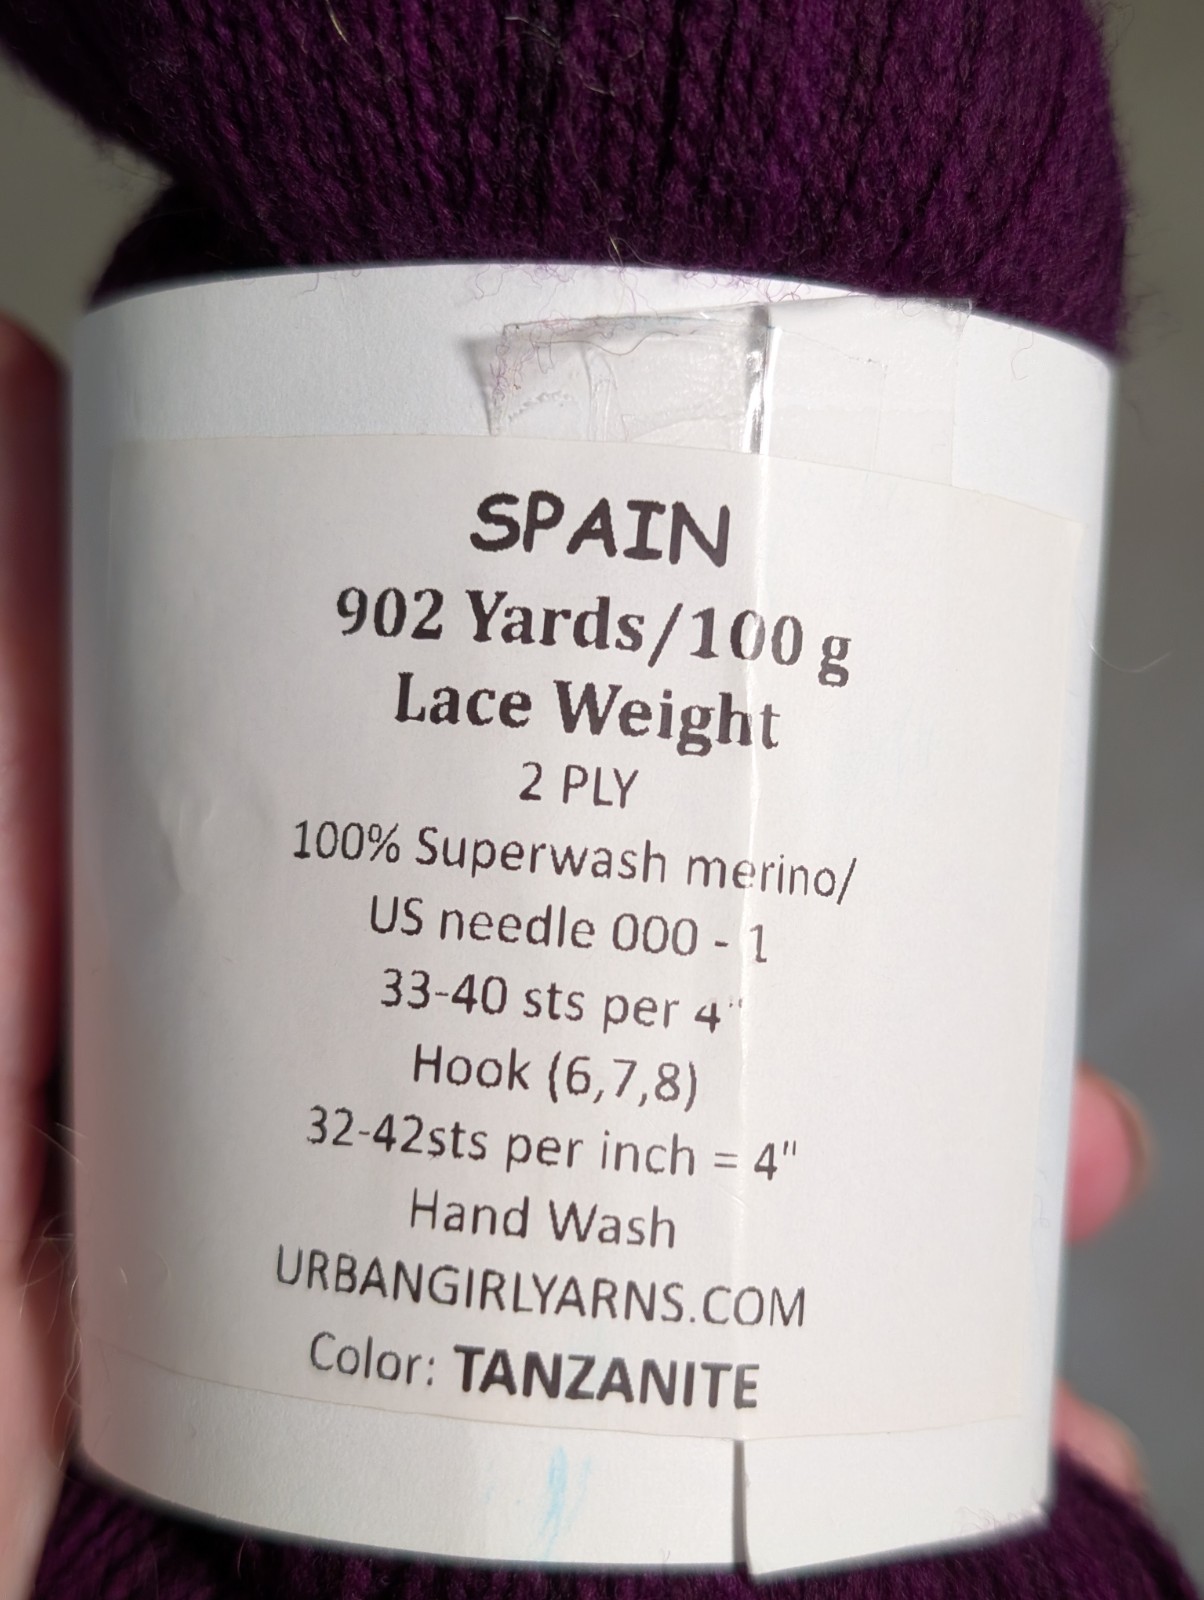 SPAIN
902 Yards/100 g
Lace Weight
2 PLY
100% Superwash merino/
US needle 000 - 1
33-40 sts per 4"
Hook (6,7,8)
32-42sts per inch = 4"
Hand Wash
URBANGIRLYARNS.COM
Color: TANZANITE